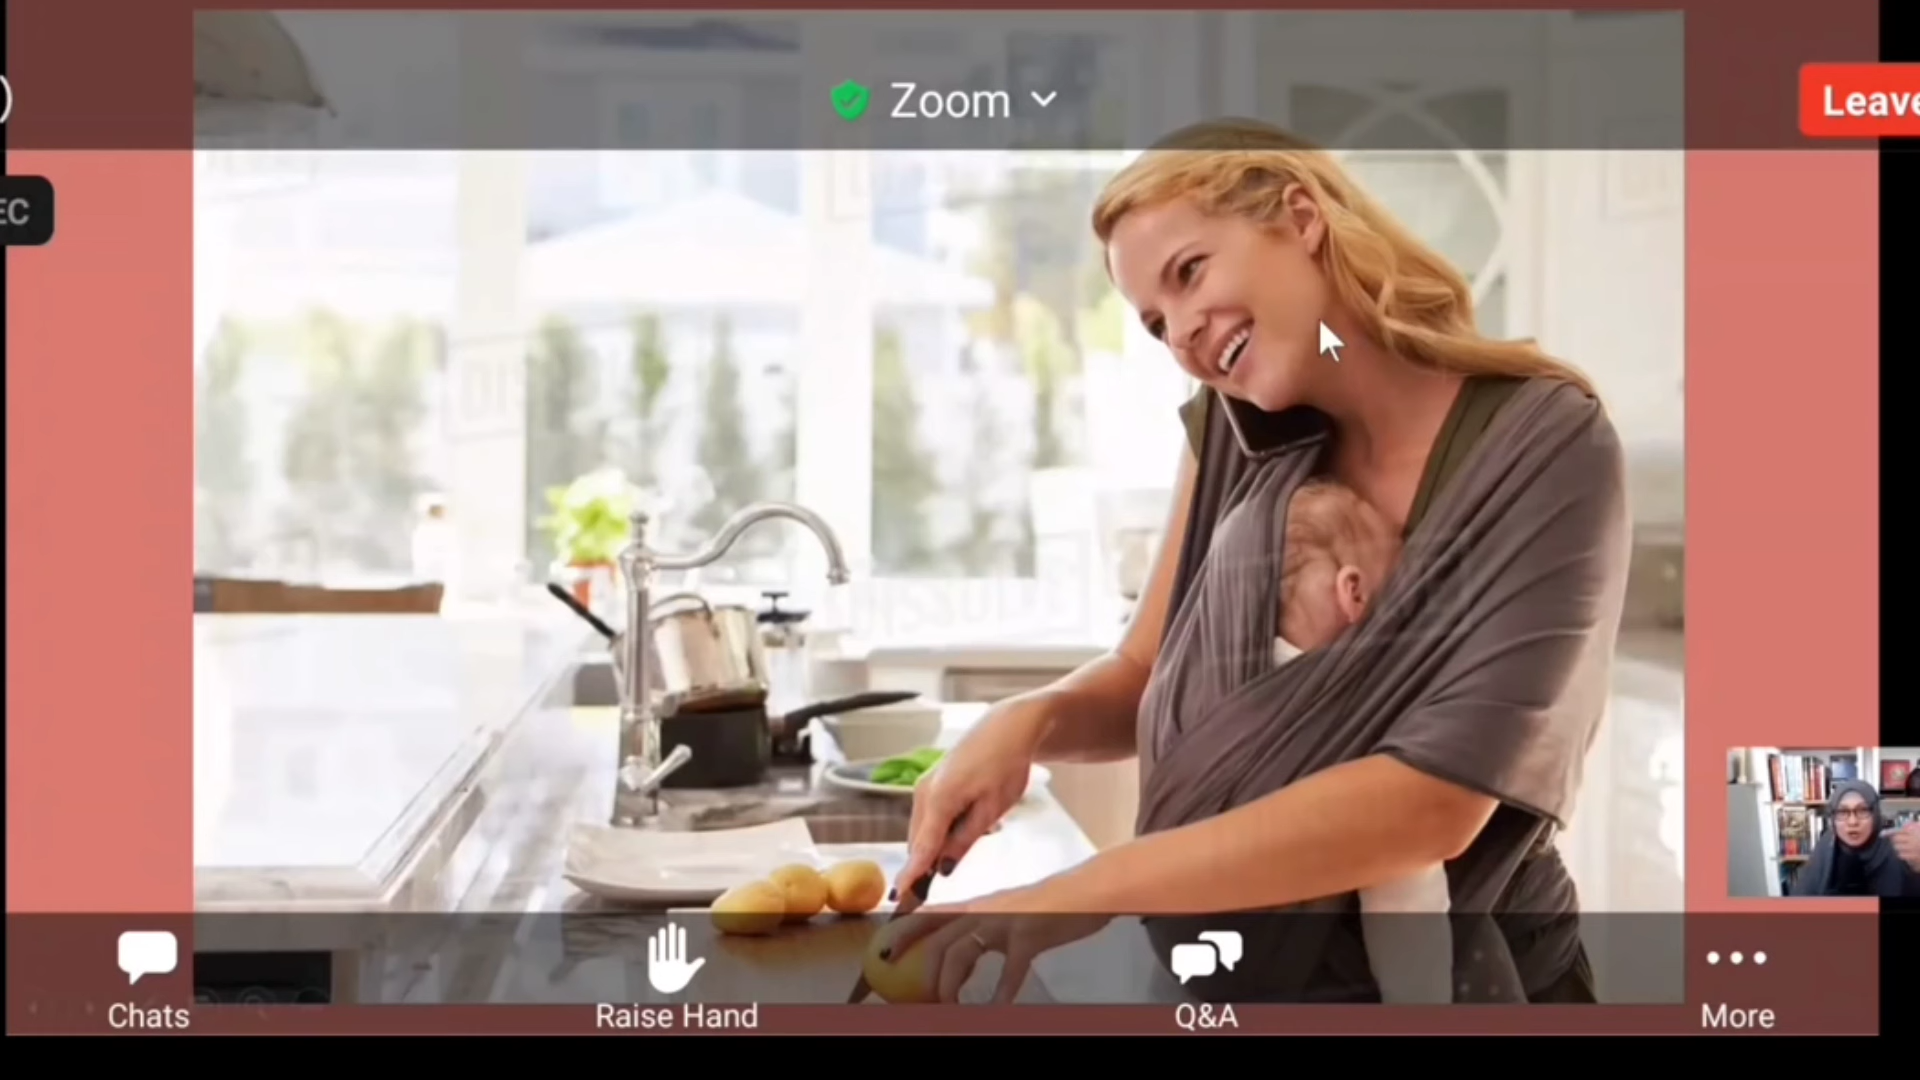 Zoom
Leave
EC
Chats
Raise Hand
Q&A
More